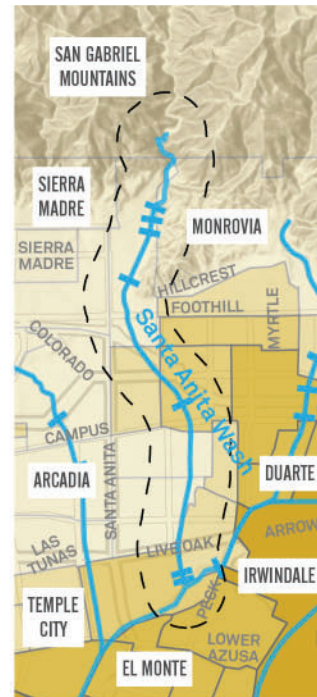 SAN GABRIEL
MOUNTAINS
SIERRA
MADRE
MONROVIA
SIERRA
MADRE
HILLCREST
FOOTHILL
MYRTLE
COLORADO
Santa Anita Wash
CAMPUS
SANTA ANITA
ARCADIA
DUARTE
LAS
TUNAS
LIVE OAK
ARROW
IRWINDALE
PECK
TEMPLE
CITY
LOWER
AZUSA
EL MONTE